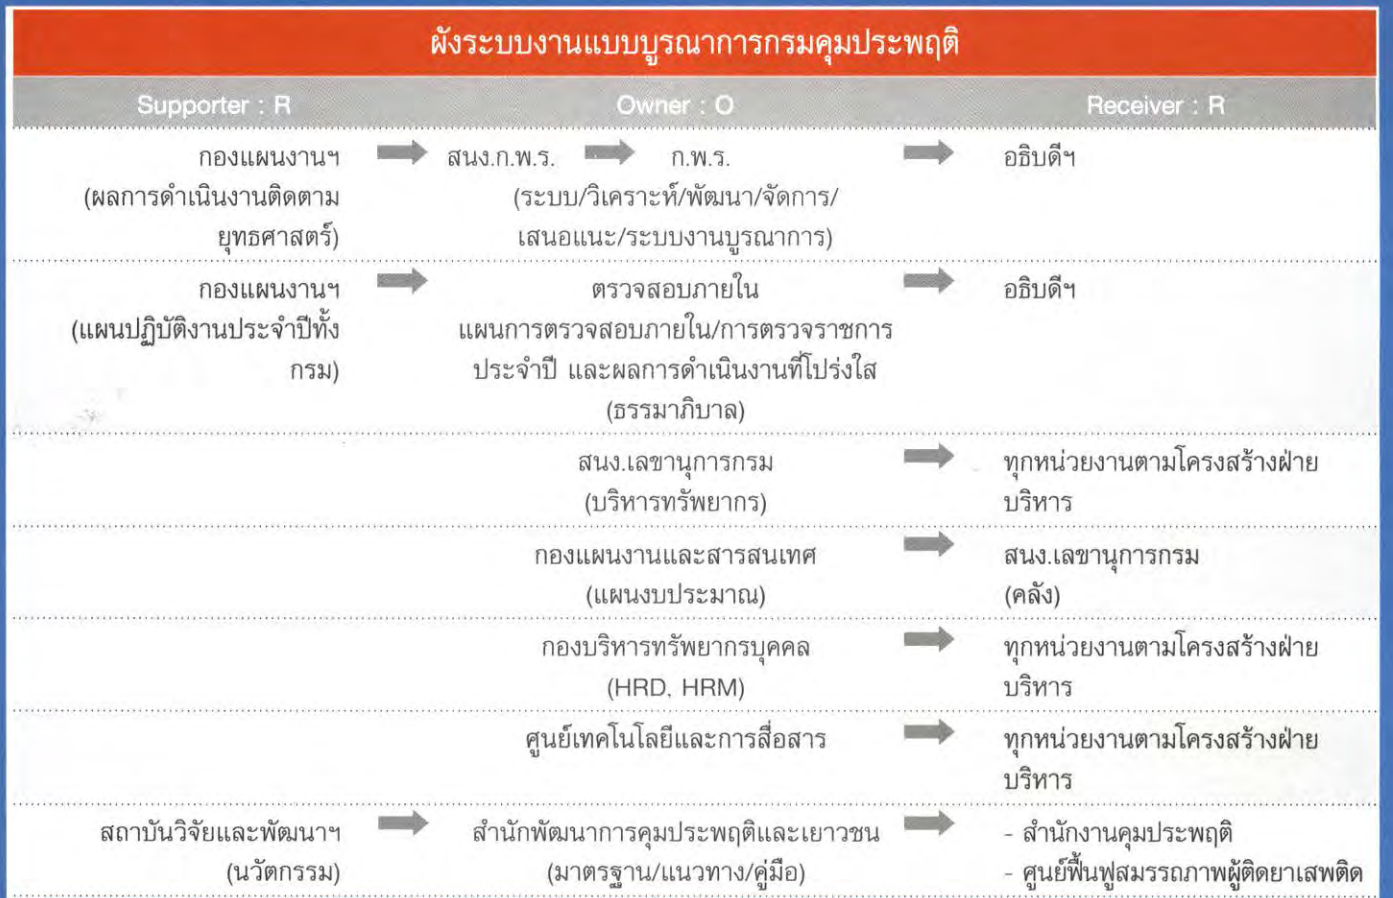 ผังระบบงานแบบบูรณาการกรมคุมประพฤติ
Supporter : R
Owner : O
Receiver : R
กองแผนงานฯ
(ผลการดำเนินงานติดตาม
ยุทธศาสตร์)
สนง.ก.พ.ร.
ก.พ.ร.
(ระบบ/วิเคราะห์/พัฒนา/จัดการ/
เสนอแนะ/ระบบงานบูรณาการ)
อธิบดีฯ
กองแผนงานฯ
(แผนปฏิบัติงานประจำปีทั้ง
กรม)
ตรวจสอบภายใน
แผนการตรวจสอบภายใน/การตรวจราชการ
ประจำปี และผลการดำเนินงานที่โปร่งใส
(ธรรมาภิบาล)
อธิบดีฯ
สนง.เลขานุการกรม
(บริหารทรัพยากร)
ทุกหน่วยงานตามโครงสร้างฝ่าย
บริหาร
กองแผนงานและสารสนเทศ
(แผนงบประมาณ)
สนง.เลขานุการกรม
(คลัง)
กองบริหารทรัพยากรบุคคล
(HRD, HRM)
ทุกหน่วยงานตามโครงสร้างฝ่าย
บริหาร
ศูนย์เทคโนโลยีและการสื่อสาร
ทุกหน่วยงานตามโครงสร้างฝ่าย
บริหาร
สถาบันวิจัยและพัฒนาฯ
(นวัตกรรม)
สำนักพัฒนาการคุมประพฤติและเยาวชน
(มาตรฐาน/แนวทาง/คู่มือ)
- สำนักงานคุมประพฤติ
- ศูนย์ฟื้นฟูสมรรถภาพผู้ติดยาเสพติด